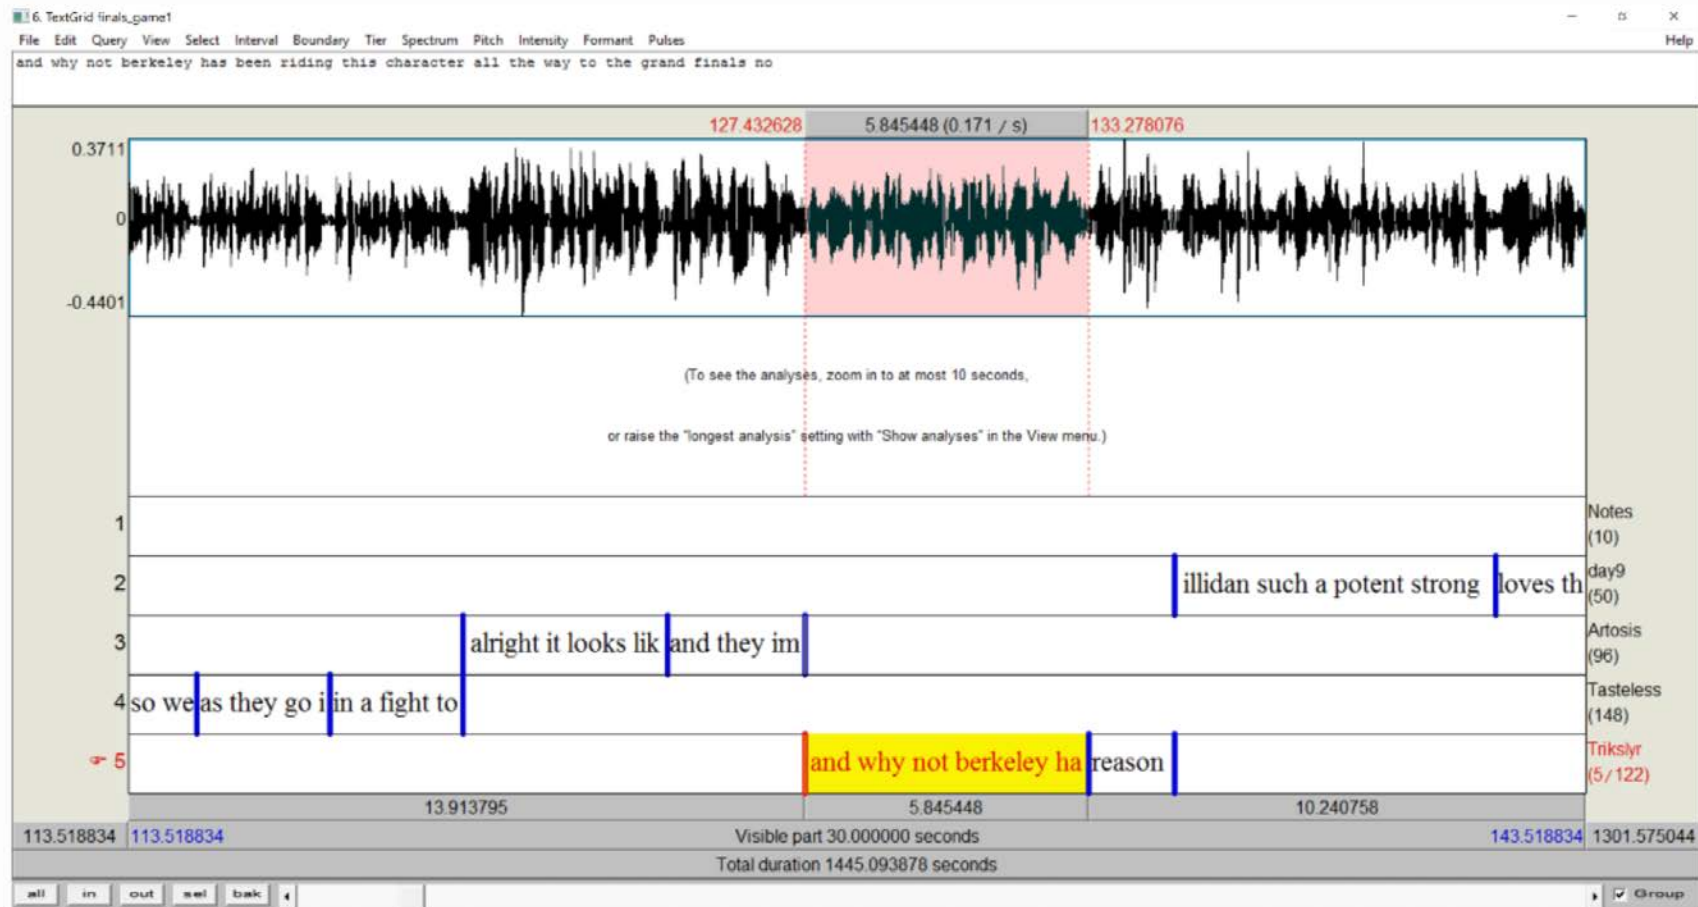 6. TextGrid finals_game1
File Edit Query View Select Interval Boundary Tier Spectrum Pitch Intensity Formant Pulses Help
and why not berkeley has been riding this character all the way to the grand finals no
127.432628 5.845448 (0.171 / s) 133.278076
0.3711
0
-0.4401
(To see the analyses, zoom in to at most 10 seconds,
or raise the "longest analysis" setting with "Show analyses" in the View menu.)
1 Notes
(10)
2 illidan such a potent strong loves th day9
(50)
3 alright it looks lik and they im Artosis
(96)
4 so we as they go i in a fight to Tasteless
(148)
5 and why not berkeley ha reason Trikslyr
(5/122)
13.913795 5.845448 10.240758
113.518834 113.518834 Visible part 30.000000 seconds 143.518834 1301.575044
Total duration 1445.093878 seconds
all in out sel bak Group